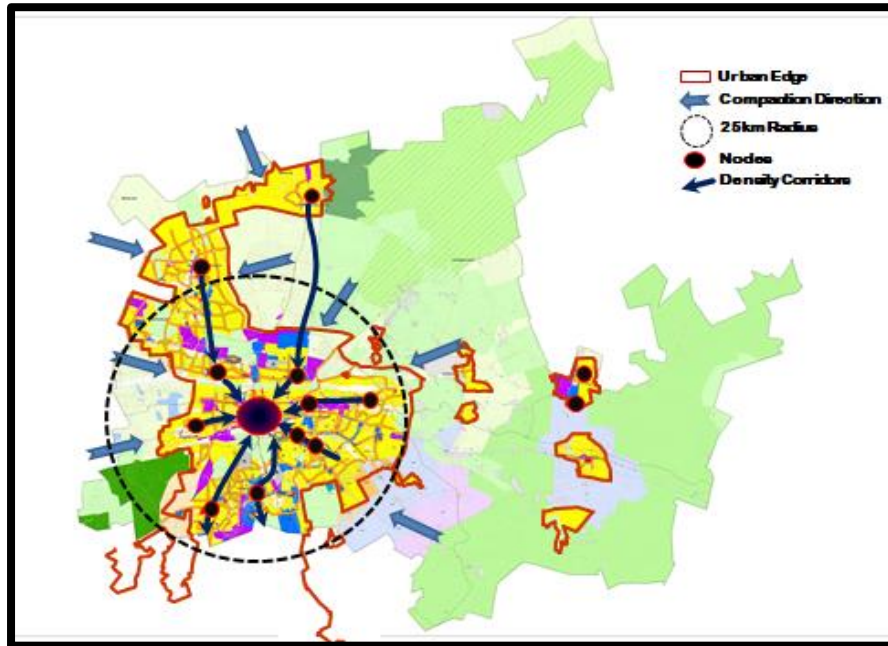 Urban Edge
Compaction Direction
25km Radius
Nodes
Density Corridors